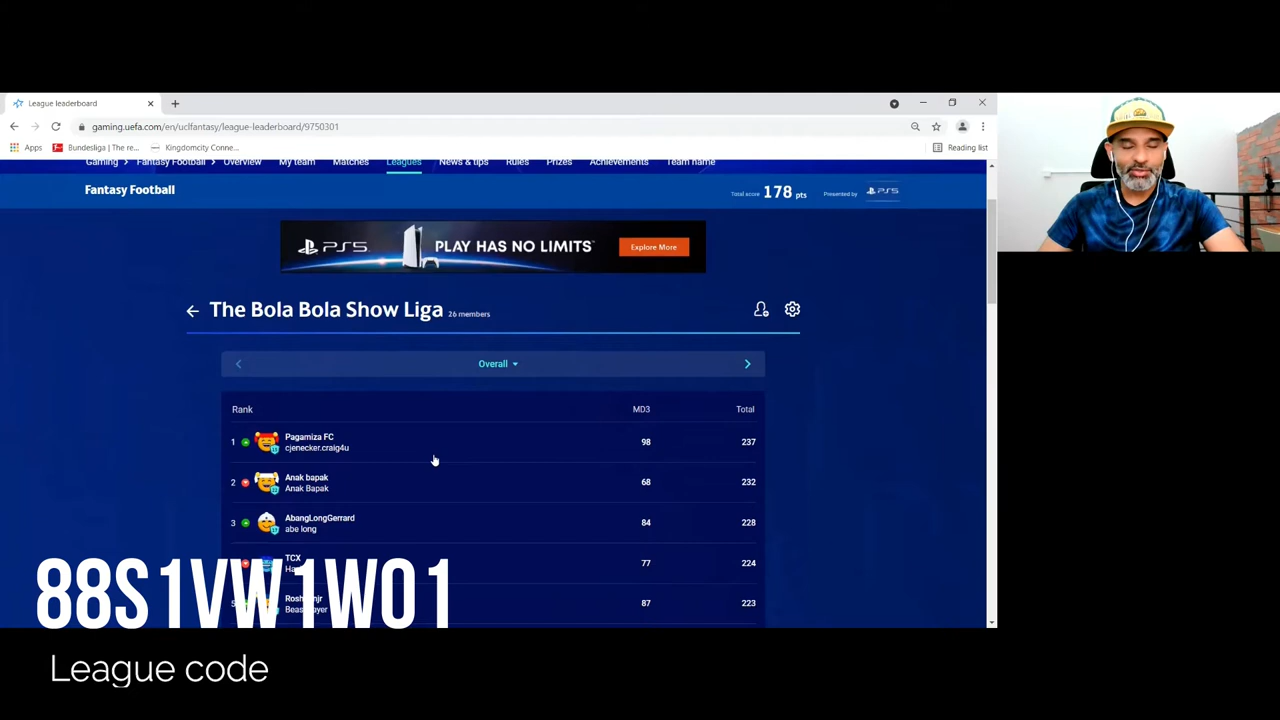 League leaderboard
gaming.uefa.com/en/uclfantasy/league-leaderboard/9750301
Apps Bundesliga | The re... Kingdomcity Conne... Reading list
Gaming Fantasy Football Overview My team Matches Leagues News & tips Rules Prizes Achievements Team name
Fantasy Football Total score 178 pts Presented by PS5
PS5 PLAY HAS NO LIMITS™ Explore More
The Bola Bola Show Liga 26 members
Overall
Rank MD3 Total
1 Pagamiza FC 98 237
cjenecker.craig4u
2 Anak bapak 68 232
Anak Bapak
3 AbangLongGerrard 84 228
abe long
TCX 77 224
87 223
88S1VW1W01
League code